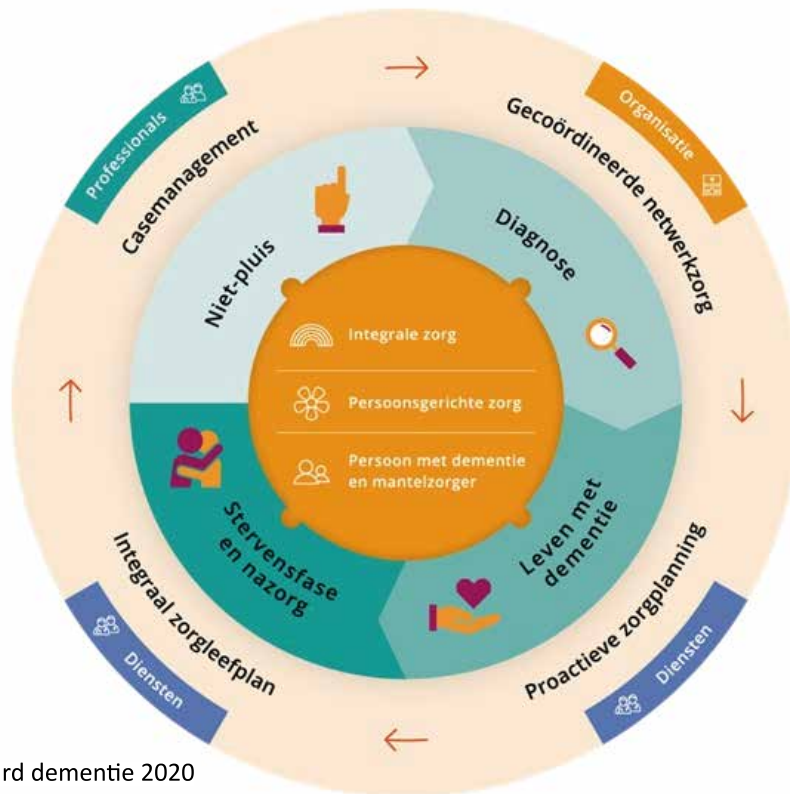 Professionals
Casemanagement
Organisatie
Gecoördineerde netwerkzorg
Niet-pluis
Diagnose
Integrale zorg
Persoonsgerichte zorg
Persoon met dementie
en mantelzorger
Stervensfase
en nazorg
Leven met
dementie
Integraal zorgleefplan
Diensten
Proactieve zorgplanning
Diensten
rd dementie 2020